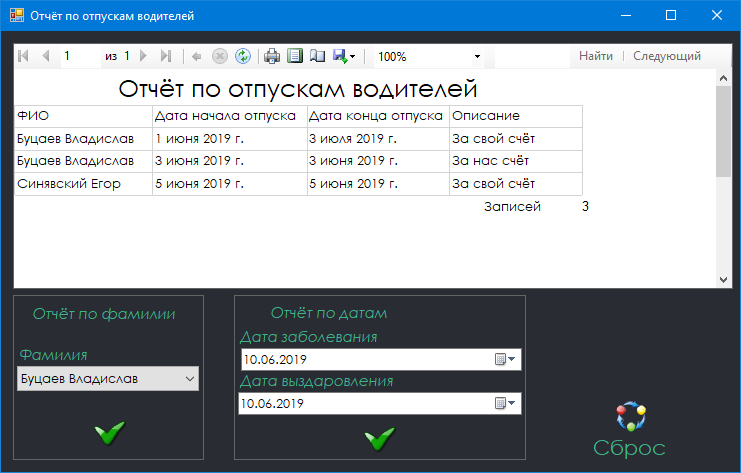 Отчёт по отпускам водителей
1 из 1 100% Найти | Следующий
Отчёт по отпускам водителей
ФИО Дата начала отпуска Дата конца отпуска Описание
Буцаев Владислав 1 июня 2019 г. 3 июля 2019 г. За свой счёт
Буцаев Владислав 3 июня 2019 г. 3 июня 2019 г. За нас счёт
Синявский Егор 5 июня 2019 г. 5 июня 2019 г. За свой счёт
Записей 3
Отчёт по фамилии
Фамилия
Буцаев Владислав
Отчёт по датам
Дата заболевания
10.06.2019
Дата выздаровления
10.06.2019
Сброс